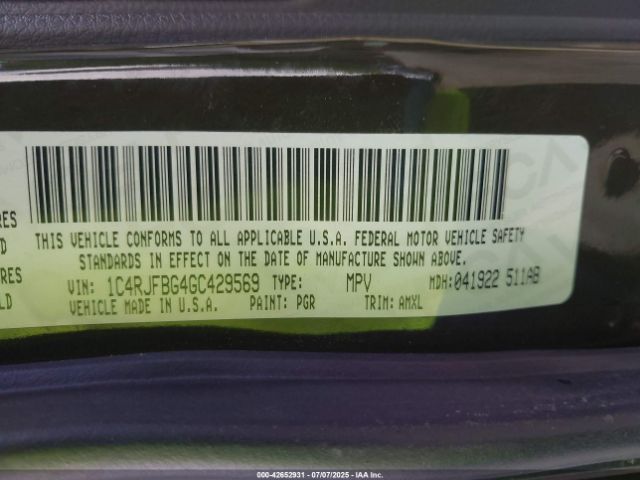 RES
THIS VEHICLE CONFORMS TO ALL APPLICABLE U.S.A. FEDERAL MOTOR VEHICLE SAFETY
STANDARDS IN EFFECT ON THE DATE OF MANUFACTURE SHOWN ABOVE.
RES
VIN: 1C4RJFBG4GC429569 TYPE: MPV MDH: 041922 511AB
LD
VEHICLE MADE IN U.S.A. PAINT: PGR TRIM: AMXL
000-42652931 - 07/07/2025 - IAA Inc.